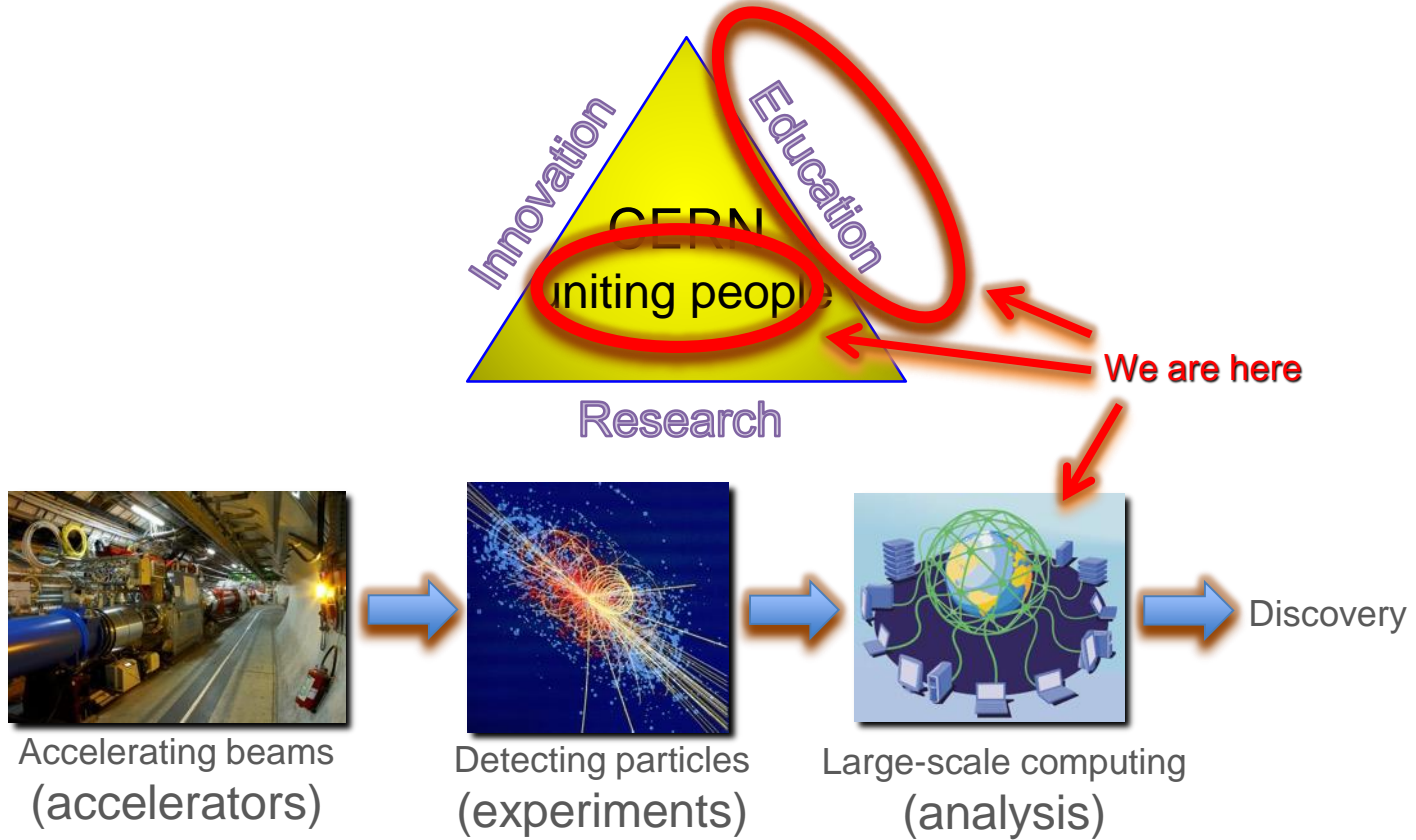 Innovation
Education
CERN
uniting people
We are here
Research
Discovery
Accelerating beams
(accelerators)
Detecting particles
(experiments)
Large-scale computing
(analysis)